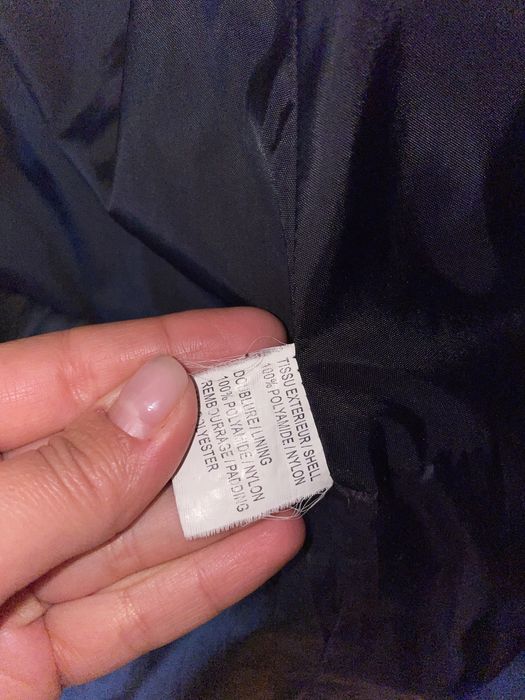 TISSU EXTERIEUR / SHELL
100% POLYAMIDE / NYLON
DOUBLURE / LINING
100% POLYAMIDE / NYLON
REMBOURRAGE / PADDING
POLYESTER